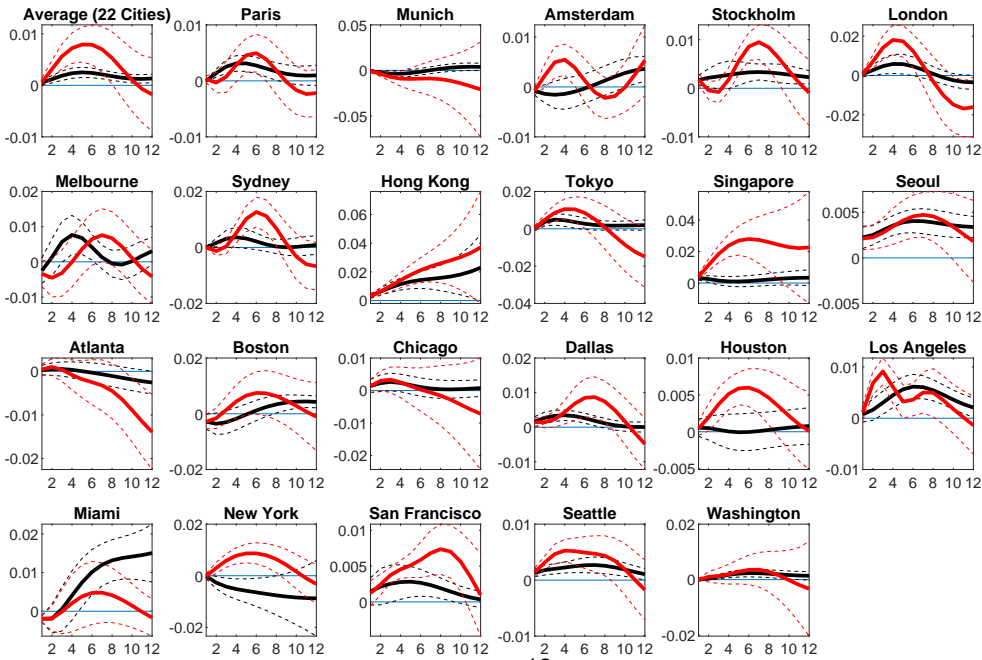 Average (22 Cities)
0.01
0
-0.01
2 4 6 8 10 12
Paris
0.01
0
-0.01
2 4 6 8 10 12
Munich
0.05
0
-0.05
2 4 6 8 10 12
Amsterdam
0.01
0
-0.01
2 4 6 8 10 12
Stockholm
0.01
0
-0.01
2 4 6 8 10 12
London
0.02
0
-0.02
2 4 6 8 10 12
Melbourne
0.02
0.01
0
-0.01
2 4 6 8 10 12
Sydney
0.02
0
-0.02
2 4 6 8 10 12
Hong Kong
0.06
0.04
0.02
0
2 4 6 8 10 12
Tokyo
0.02
0
-0.02
-0.04
2 4 6 8 10 12
Singapore
0.04
0.02
0
2 4 6 8 10 12
Seoul
0.005
0
-0.005
2 4 6 8 10 12
Atlanta
0
-0.01
-0.02
2 4 6 8 10 12
Boston
0.02
0
-0.02
2 4 6 8 10 12
Chicago
0.01
0
-0.01
-0.02
2 4 6 8 10 12
Dallas
0.01
0
-0.01
2 4 6 8 10 12
Houston
0.01
0.005
0
-0.005
2 4 6 8 10 12
Los Angeles
0.01
0
-0.01
2 4 6 8 10 12
Miami
0.02
0.01
0
2 4 6 8 10 12
New York
0.02
0
-0.02
2 4 6 8 10 12
San Francisco
0.01
0.005
0
2 4 6 8 10 12
Seattle
0.01
0
-0.01
2 4 6 8 10 12
Washington
0.02
0
-0.02
2 4 6 8 10 12